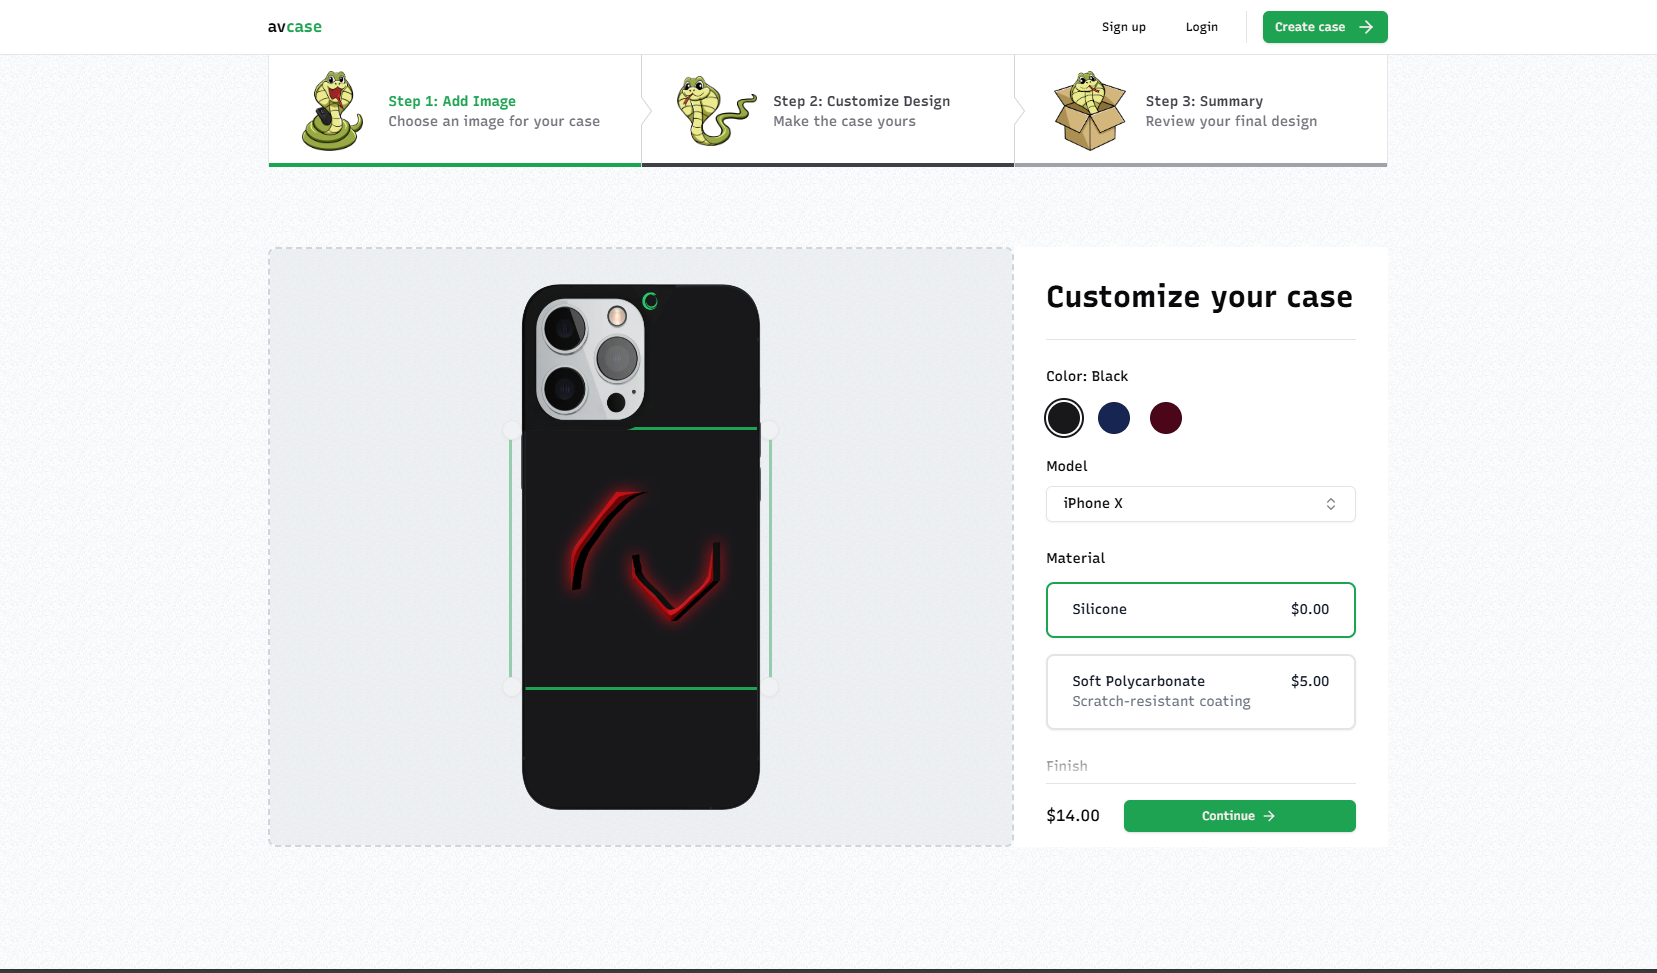 avcase
Sign up
Login
Create case
Step 1: Add Image
Choose an image for your case
Step 2: Customize Design
Make the case yours
Step 3: Summary
Review your final design
Customize your case
Color: Black
Model
iPhone X
Material
Silicone
$0.00
Soft Polycarbonate
$5.00
Scratch-resistant coating
Finish
$14.00
Continue